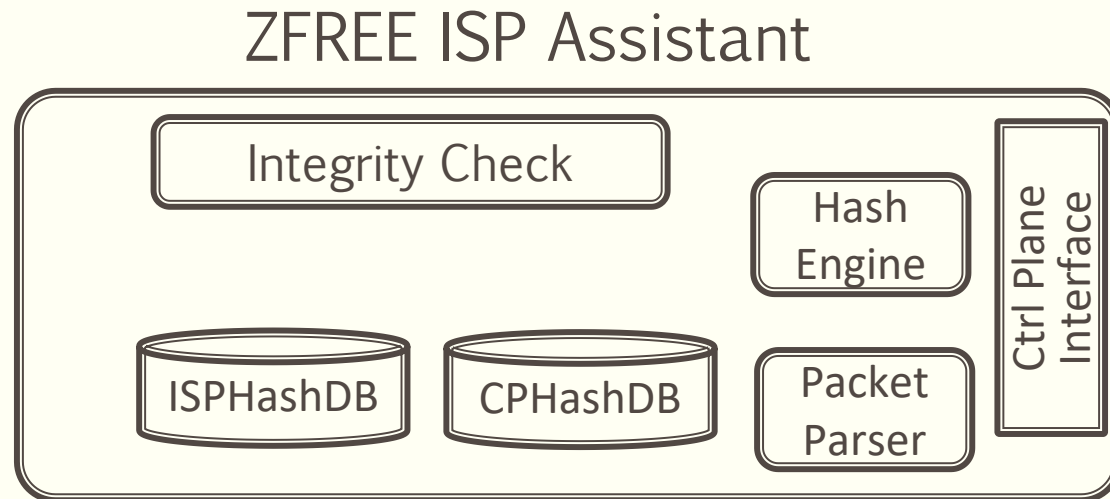 ZFREE ISP Assistant
Integrity Check
Hash
Engine
Ctrl Plane
Interface
ISPHashDB
CPHashDB
Packet
Parser